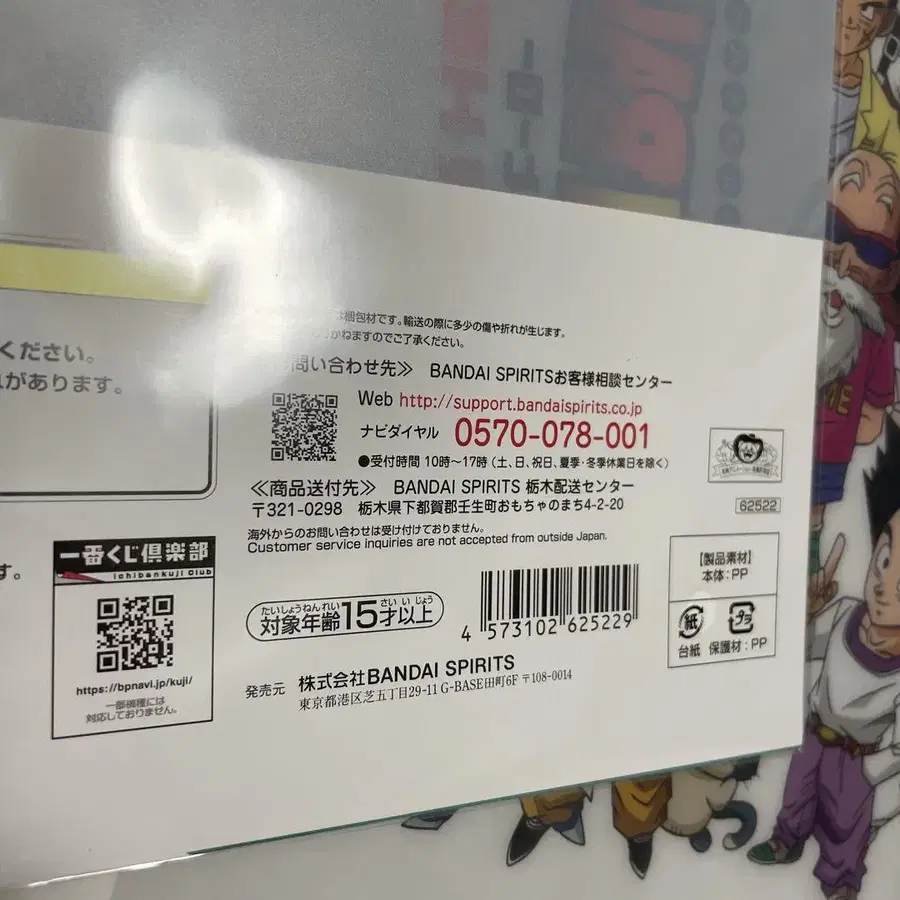 梱包材です。輸送の際に多少の傷や折れが生じます。
かねますのでご了承ください。
ください。
があります。
問い合わせ先≫ BANDAI SPIRITSお客様相談センター
Web http://support.bandaispirits.co.jp
ナビダイヤル 0570-078-001
●受付時間 10時~17時(土、日、祝日、夏季・冬季休業日を除く)
≪商品送付先≫ BANDAI SPIRITS 栃木配送センター
〒321-0298 栃木県下都賀郡壬生町おもちゃのまち4-2-20
海外からのお問い合わせは受け付けておりません。
Customer service inquiries are not accepted from outside Japan.
62522
す。
一番くじ倶楽部
ichibankuji Club
https://bpnavi.jp/kuji/
一部機種には
対応しておりません。
たいしょうねんれい さいいじょう
対象年齢15才以上
4 573102 625229
【製品素材】
本体:PP
紙 プラ
台紙 保護材:PP
発売元 株式会社BANDAI SPIRITS
東京都港区芝五丁目29-11 G-BASE田町6F 〒108-0014